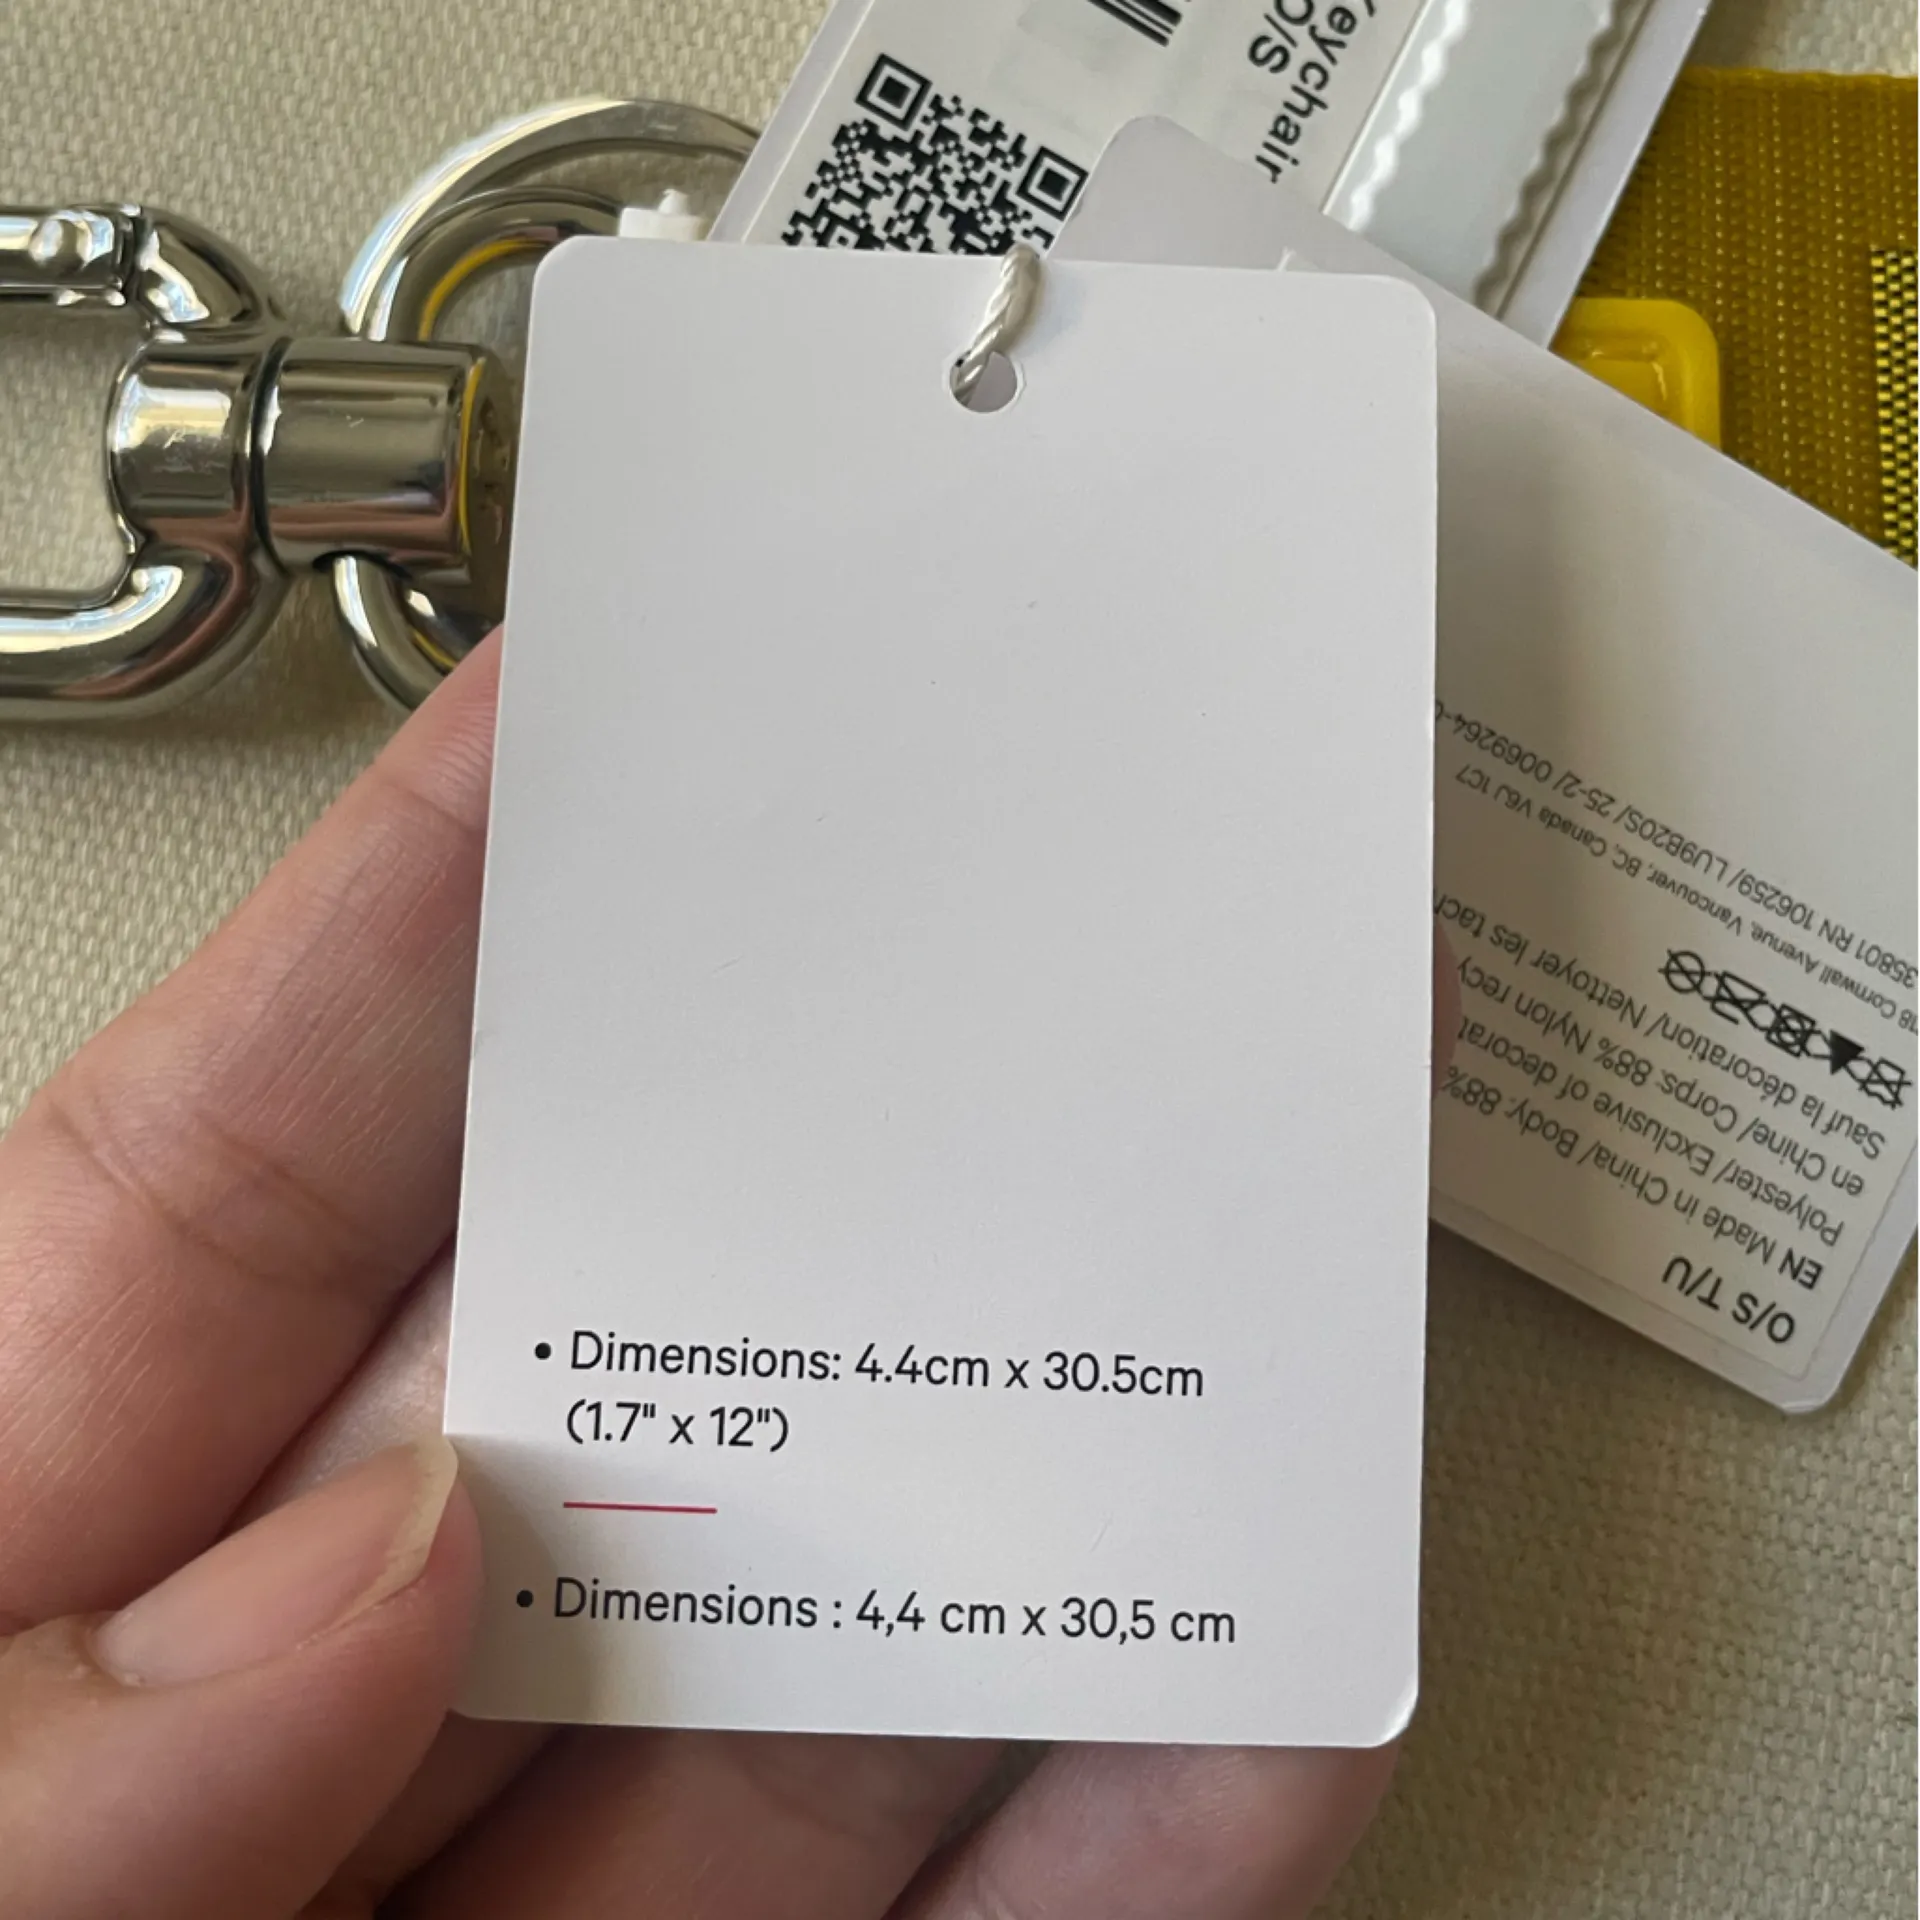 Keychain
O/S
• Dimensions: 4.4cm x 30.5cm
(1.7" x 12")
• Dimensions : 4,4 cm x 30,5 cm
O/S T/U
EN Made in China/ Body: 88%
Polyester/ Exclusive of decorat
en Chine/ Corps: 88% Nylon recy
Sauf la décoration/ Nettoyer les tach
Cornwall Avenue, Vancouver, BC, Canada V6J 1C7
35801 RN 106259/ LU9B20S/ 25-2/ 0069264-